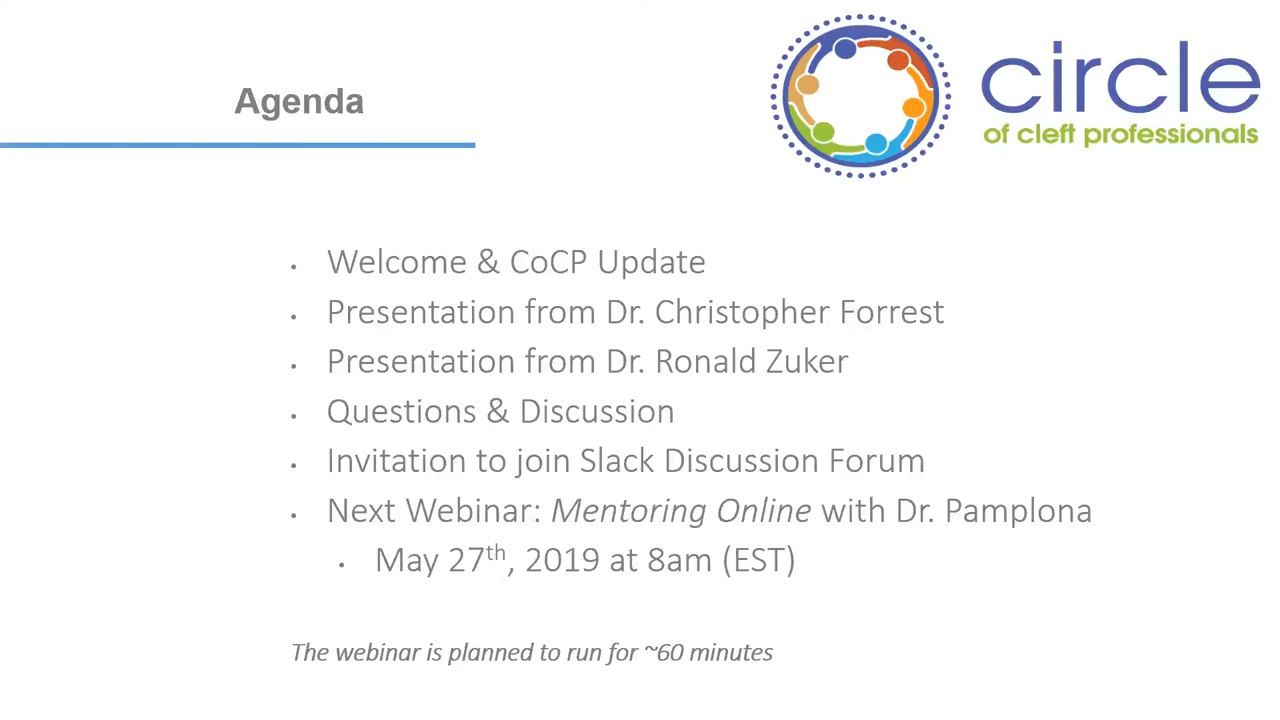 Agenda
circle
of cleft professionals
• Welcome & CoCP Update
• Presentation from Dr. Christopher Forrest
• Presentation from Dr. Ronald Zuker
• Questions & Discussion
• Invitation to join Slack Discussion Forum
• Next Webinar: Mentoring Online with Dr. Pamplona
• May 27th, 2019 at 8am (EST)
The webinar is planned to run for ~60 minutes